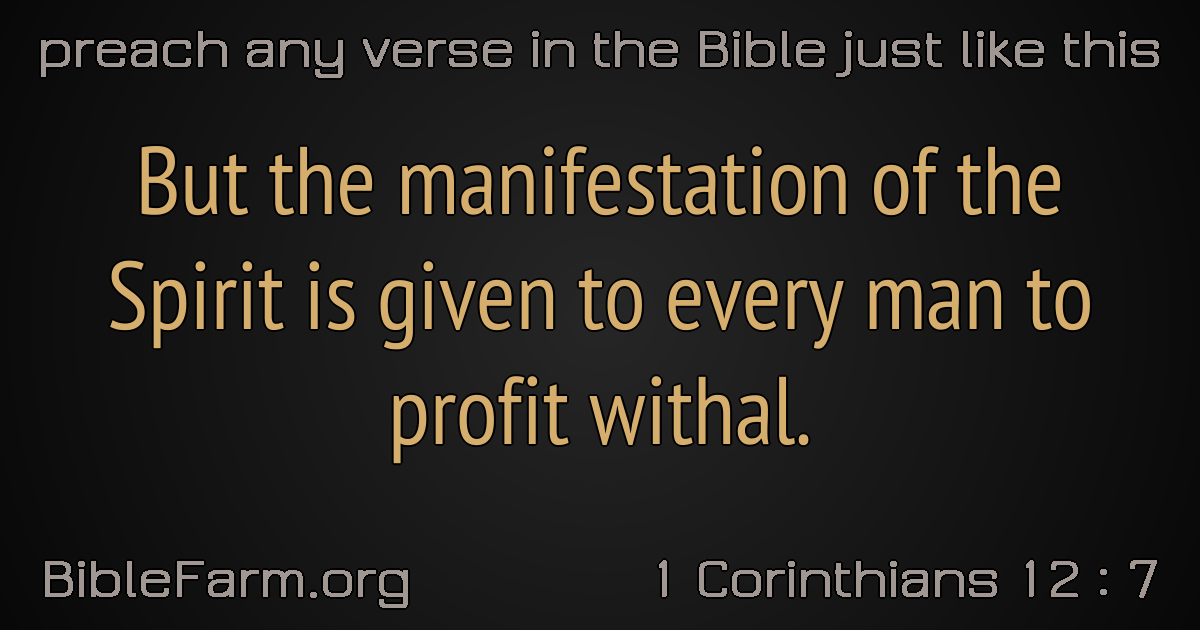 preach any verse in the Bible just like this
But the manifestation of the
Spirit is given to every man to
profit withal.
BibleFarm.org
1 Corinthians 12 : 7